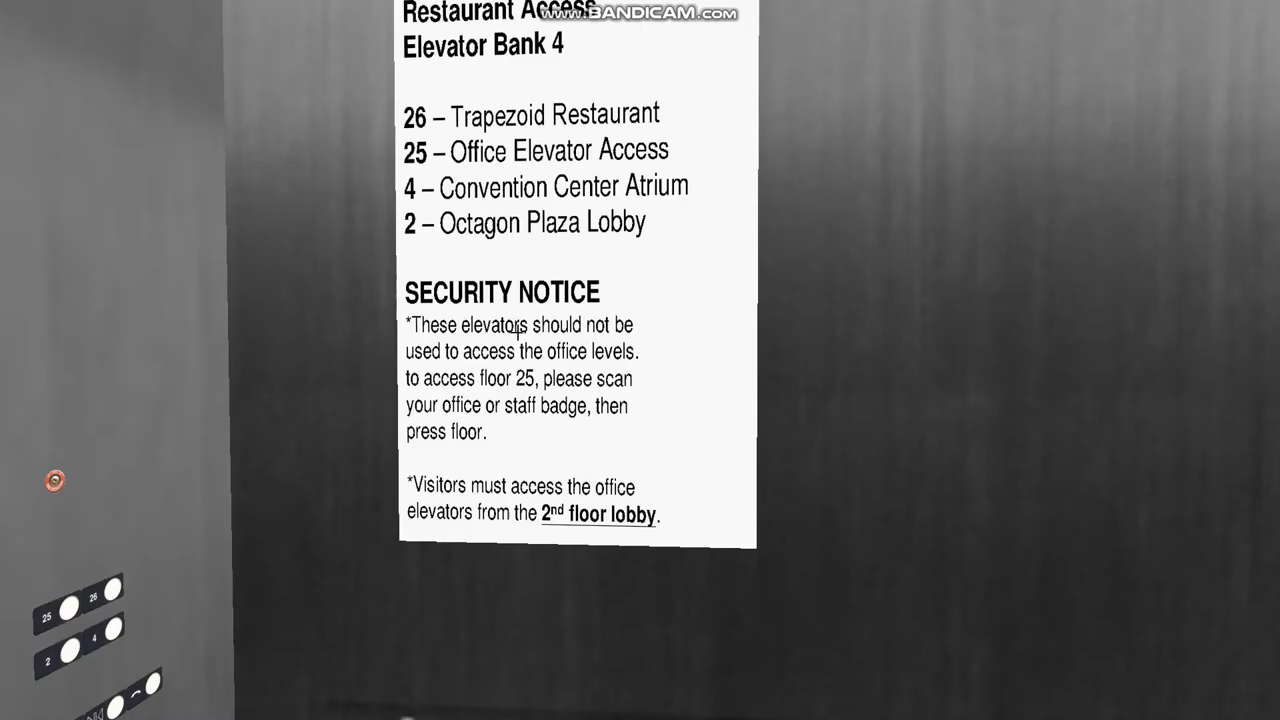 Restaurant Access
www.BANDICAM.com
Elevator Bank 4
26 – Trapezoid Restaurant
25 – Office Elevator Access
4 – Convention Center Atrium
2 – Octagon Plaza Lobby
SECURITY NOTICE
*These elevators should not be
used to access the office levels.
to access floor 25, please scan
your office or staff badge, then
press floor.
*Visitors must access the office
elevators from the 2nd floor lobby.
25 26
2 4